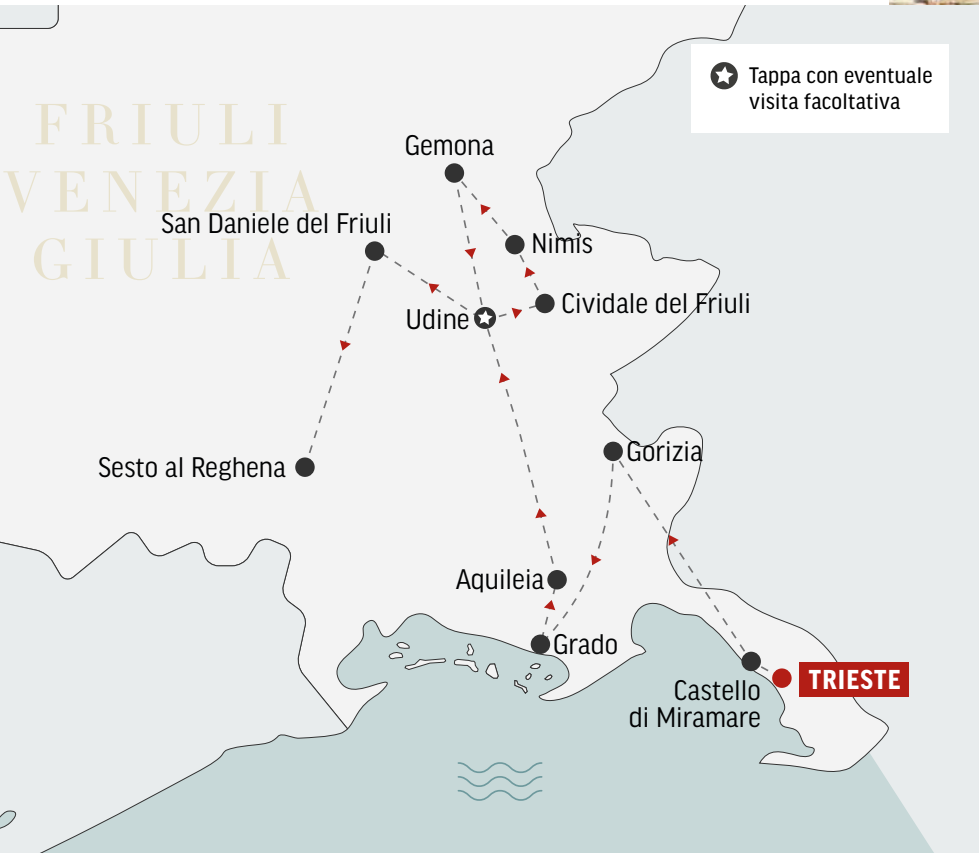 Tappa con eventuale
visita facoltativa
FRIULI
VENEZIA
GIULIA
Gemona
San Daniele del Friuli
Nimis
Cividale del Friuli
Udine
Gorizia
Sesto al Reghena
Aquileia
Grado
TRIESTE
Castello
di Miramare